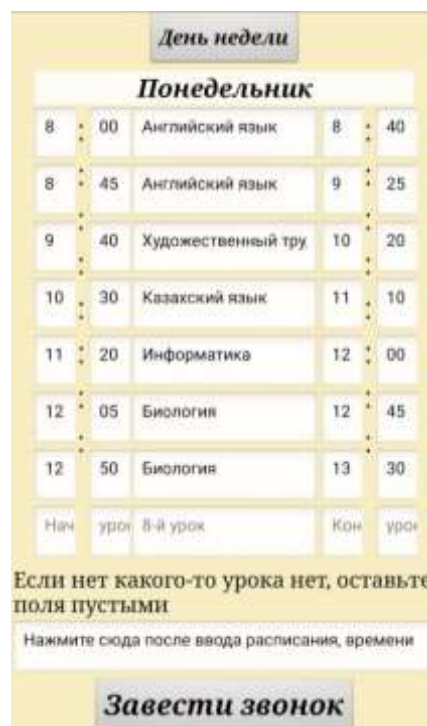 День недели
Понедельник
8 : 00 Английский язык 8 : 40
8 : 45 Английский язык 9 : 25
9 : 40 Художественный тру 10 : 20
10 : 30 Казахский язык 11 : 10
11 : 20 Информатика 12 : 00
12 : 05 Биология 12 : 45
12 : 50 Биология 13 : 30
Нач урок 8-й урок Кон урок
Если нет какого-то урока нет, оставьте
поля пустыми
Нажмите сюда после ввода расписания, времени
Завести звонок